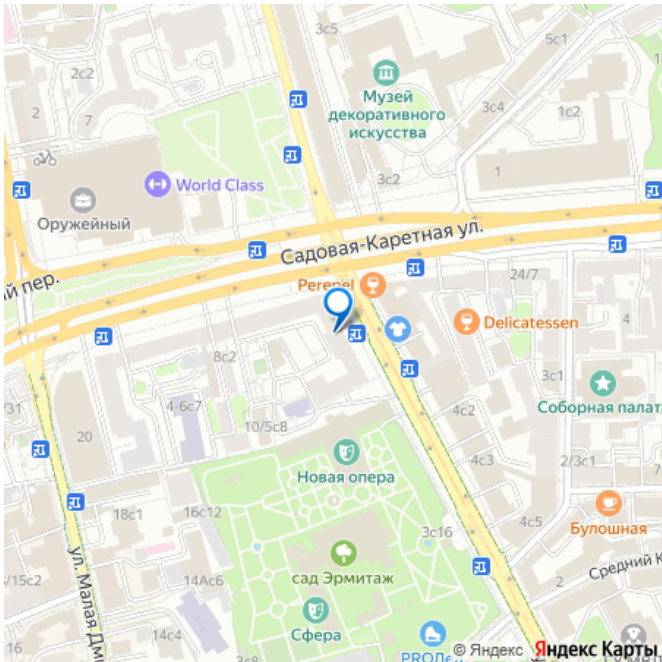 3с5
5с1
2с2
Музей
декоративного
искусства
3с4
1с2
2
7
World Class
3с2
1
Оружейный
Садовая-Каретная ул.
ий пер.
24/7
Perepel
Delicatessen
8с2
3с1
4-6с7
4с2
Соборная палата
/31
20
10/5с8
4с3
2/3с1
Новая опера
18с1
16с12
3с16
4с5
Булошная
сад Эрмитаж
Средний К
/15с2
14Ас6
2
ул. Малая Дм
Сфера
14с4
3с8
PROЛе
© Яндекс Яндекс Карты